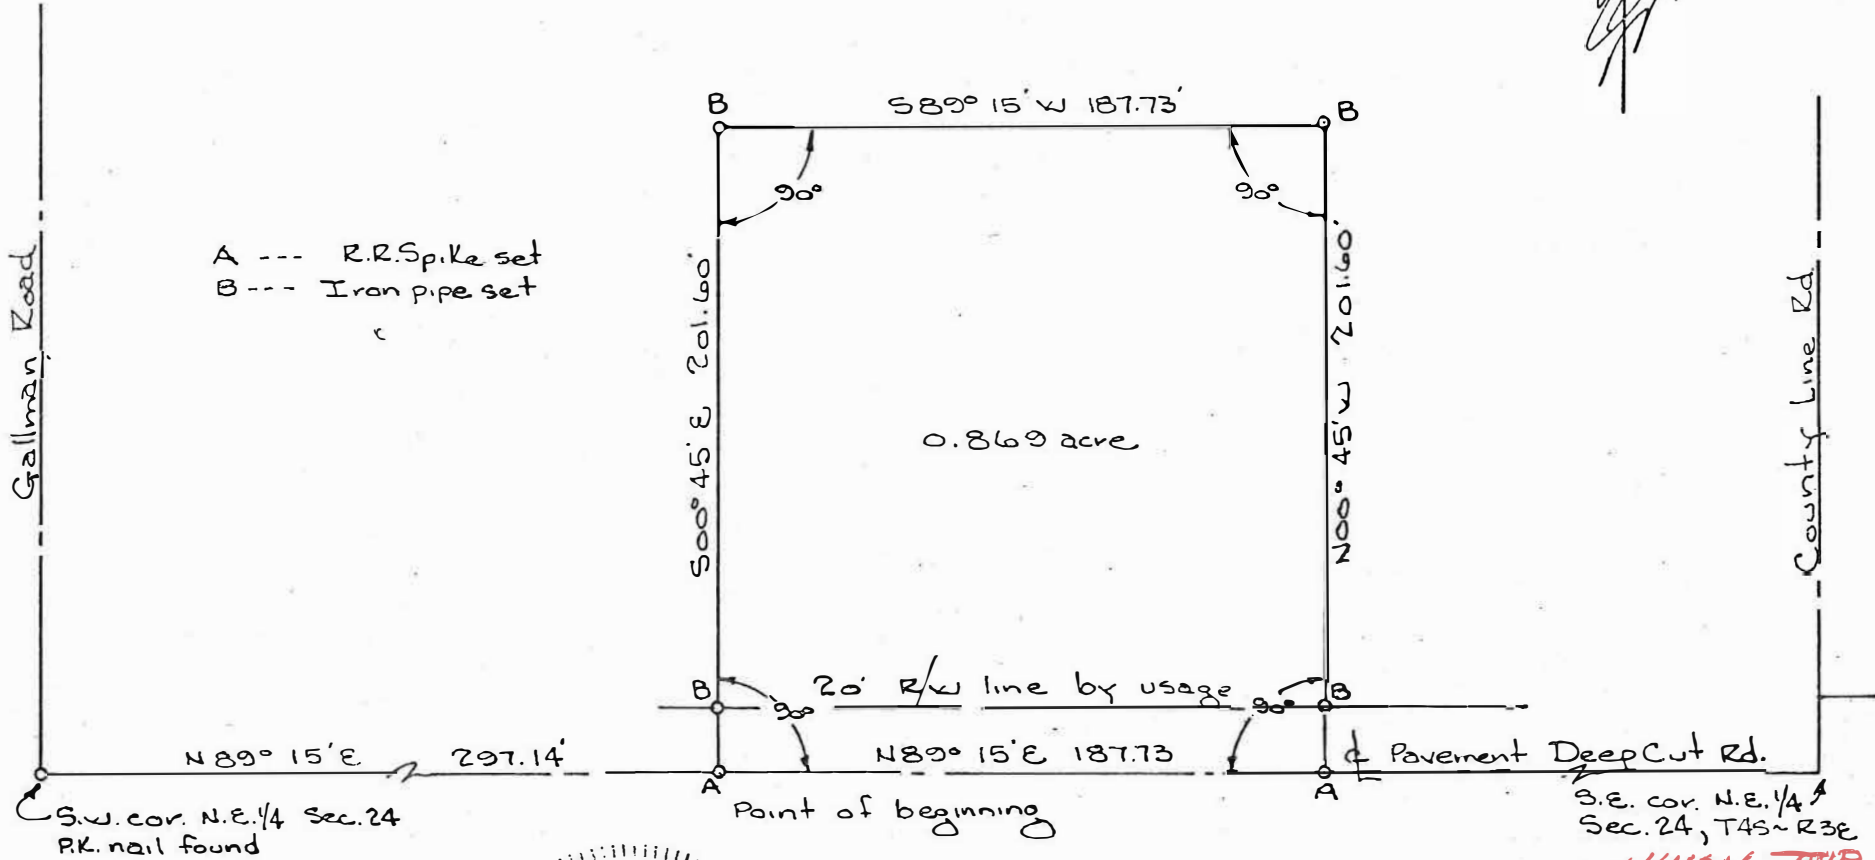 B S89° 15' W 187.73' B
90° 90°
A --- R.R.Spike set
B --- Iron pipe set
Gallman Road
S00° 45' E 201.60'
N00° 45' W 201.60'
County Line Rd.
0.869 acre
B 20' R/W line by usage B
90° 90°
N 89° 15' E 297.14' N89° 15' E 187.73 ℄ Pavement Deep Cut Rd.
A A
S.W. cor. N.E. 1/4 Sec. 24
P.K. nail found
Point of beginning
S.E. cor. N.E. 1/4
Sec. 24, T4S~R3E